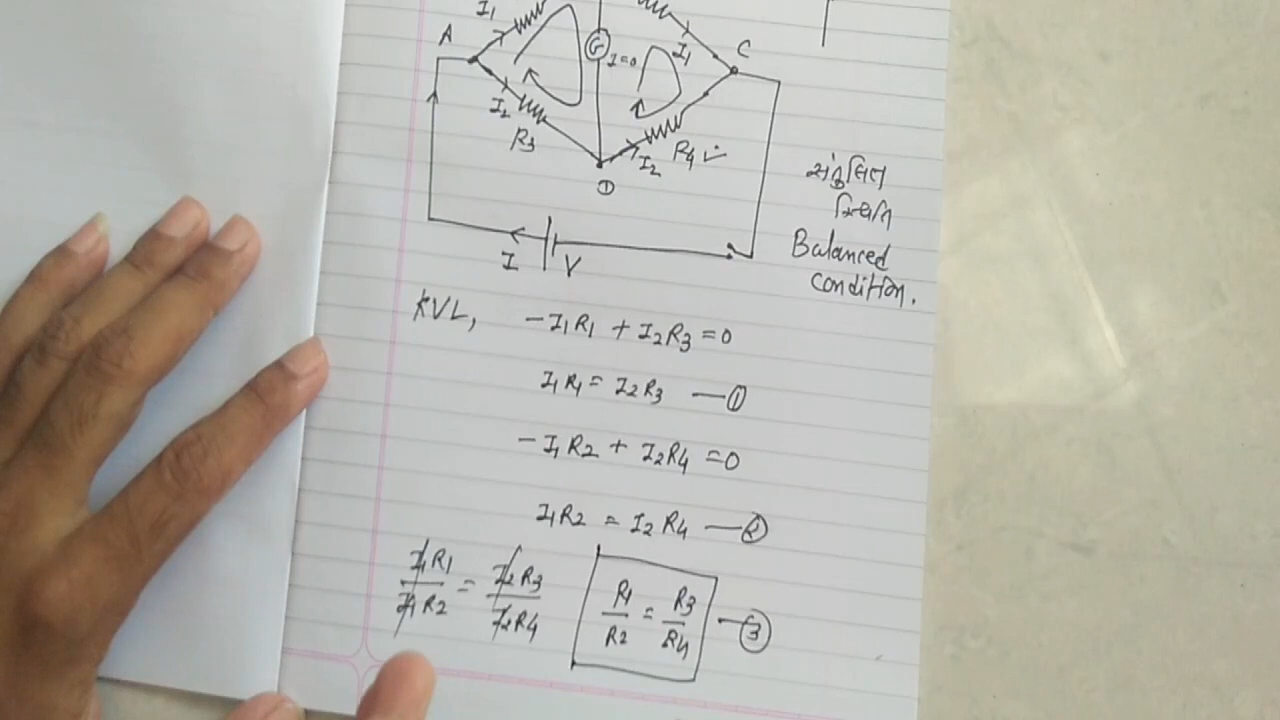 I₁
A
G
I=0
I₁
C
I₂
R₃
I₂
R₄ ✓
D
I
V
સંતુલિત
સ્થિતિ
Balanced
condition.
KVL, -I₁R₁ + I₂R₃ = 0
I₁R₁ = I₂R₃ —①
-I₁R₂ + I₂R₄ = 0
I₁R₂ = I₂R₄ —②
I₁R₁/I₁R₂ = I₂R₃/I₂R₄
R₁/R₂ = R₃/R₄ —③